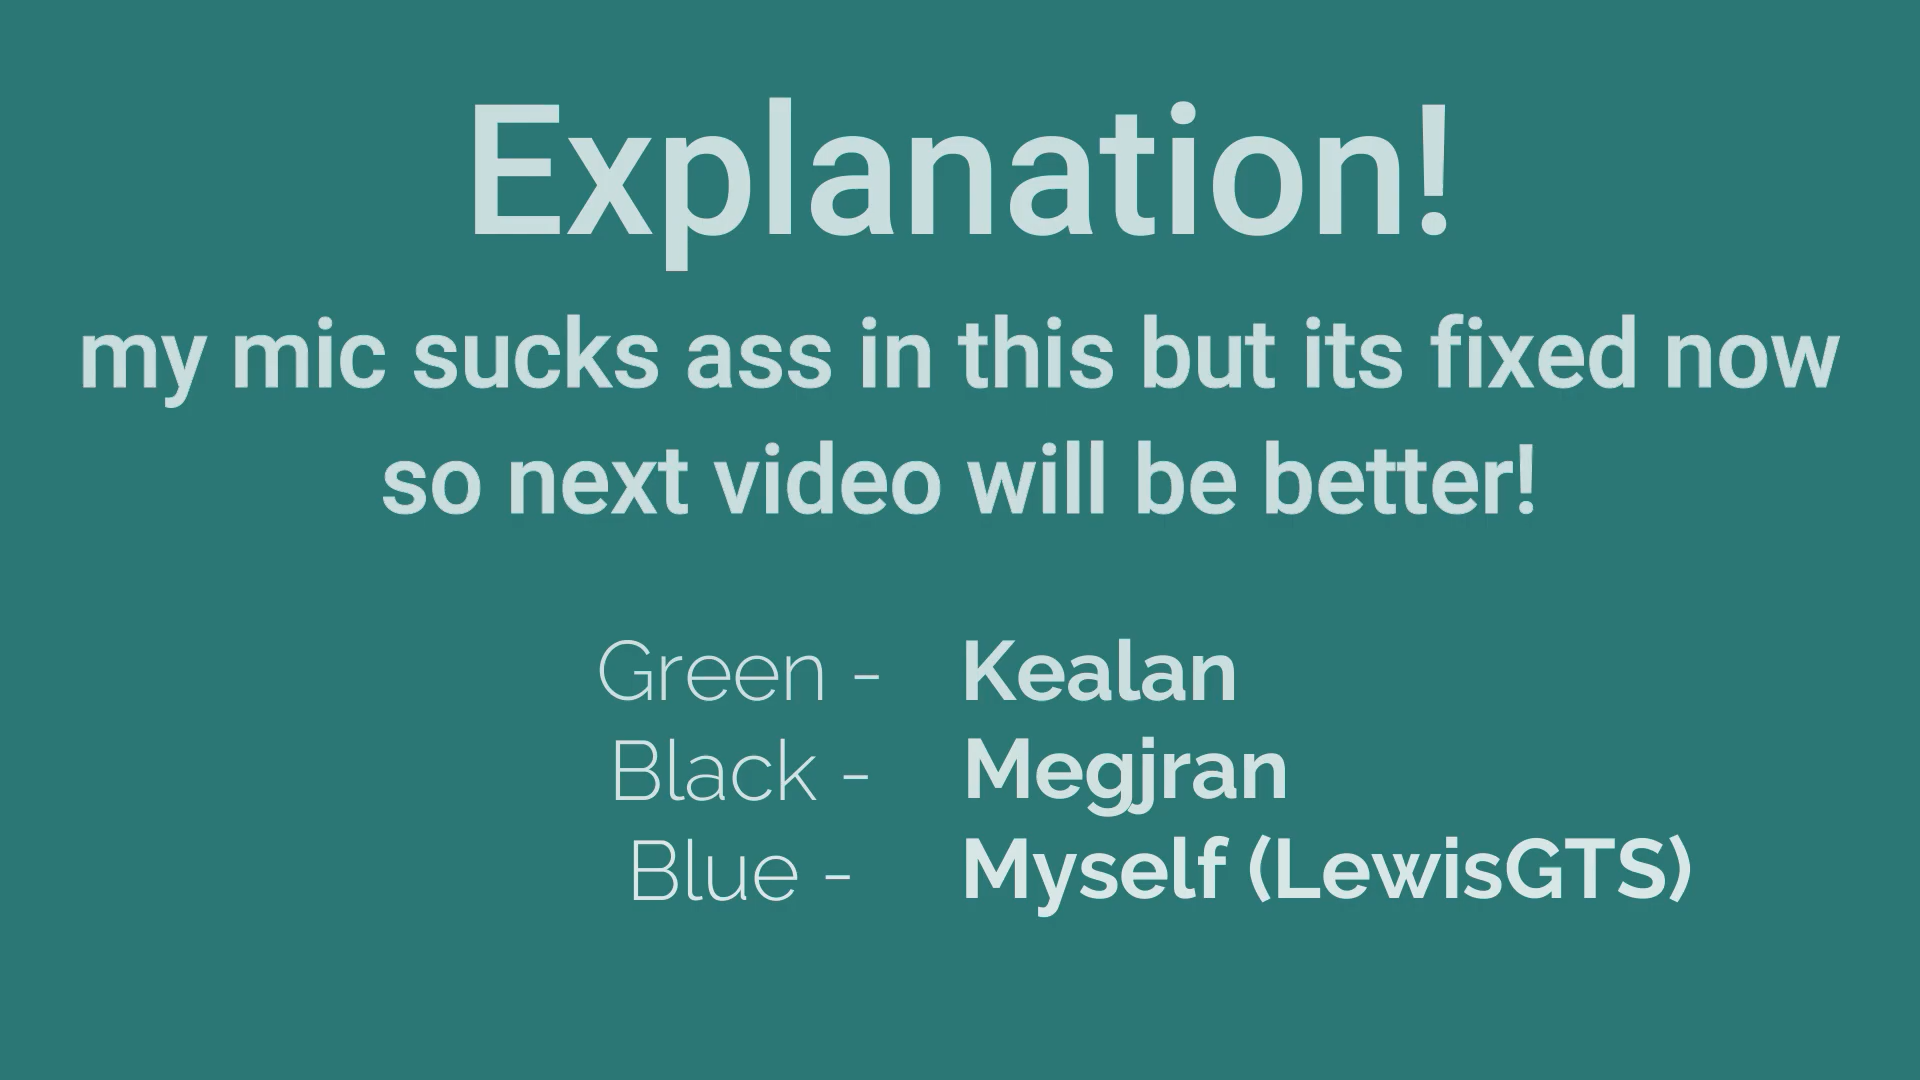 Explanation!
my mic sucks ass in this but its fixed now
so next video will be better!
Green - Kealan
Black - Megjran
Blue - Myself (LewisGTS)